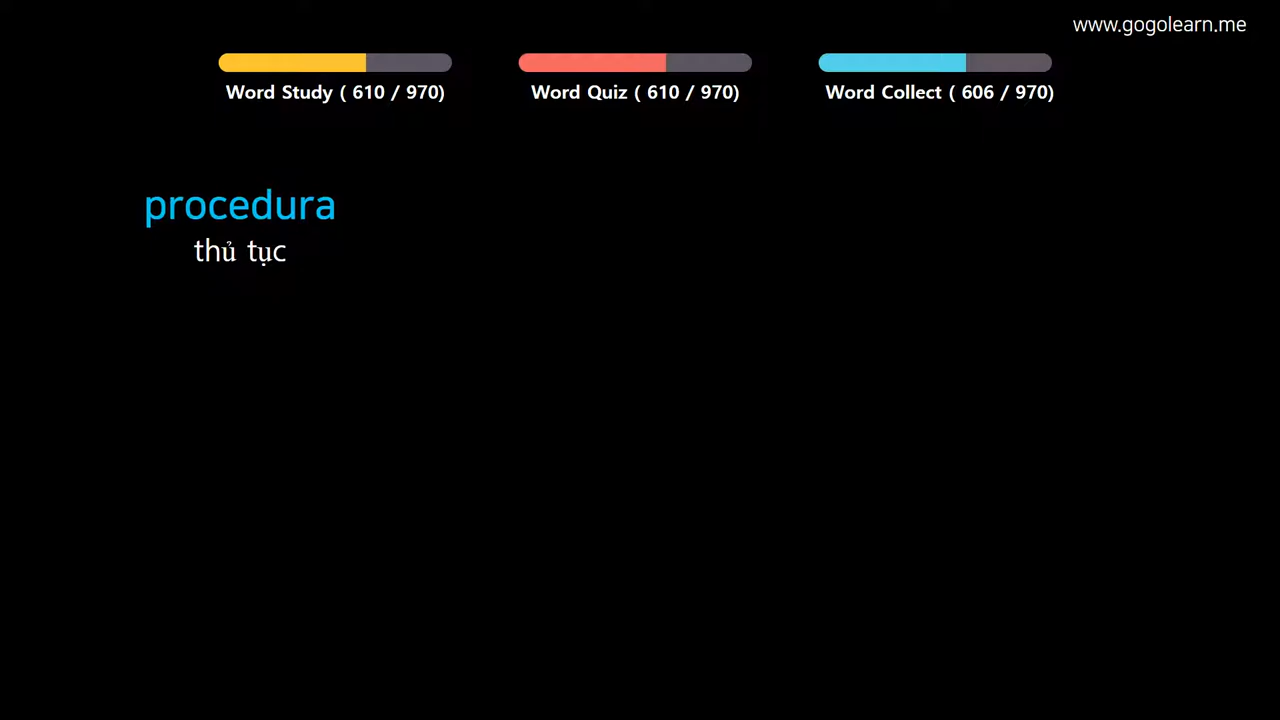 www.gogolearn.me
Word Study ( 610 / 970)
Word Quiz ( 610 / 970)
Word Collect ( 606 / 970)
procedura
thủ tục